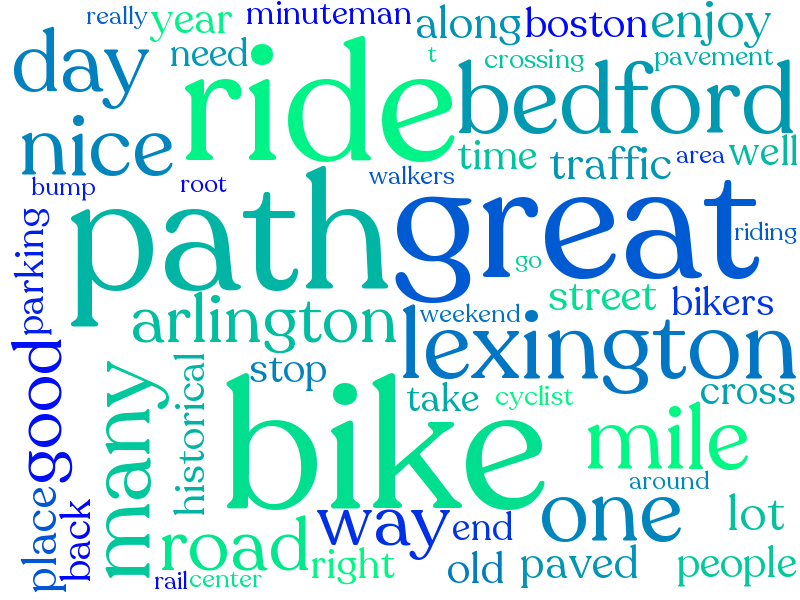 really
year
minuteman
along
boston
enjoy
day
need
ride
t
crossing
pavement
bedford
nice
time
traffic
area
well
bump
root
walkers
path
great
riding
parking
go
arlington
weekend
street
bikers
lexington
good
many
historical
stop
bike
take
cyclist
cross
mile
around
place
back
road
way
end
one
lot
right
old
paved
people
rail
center